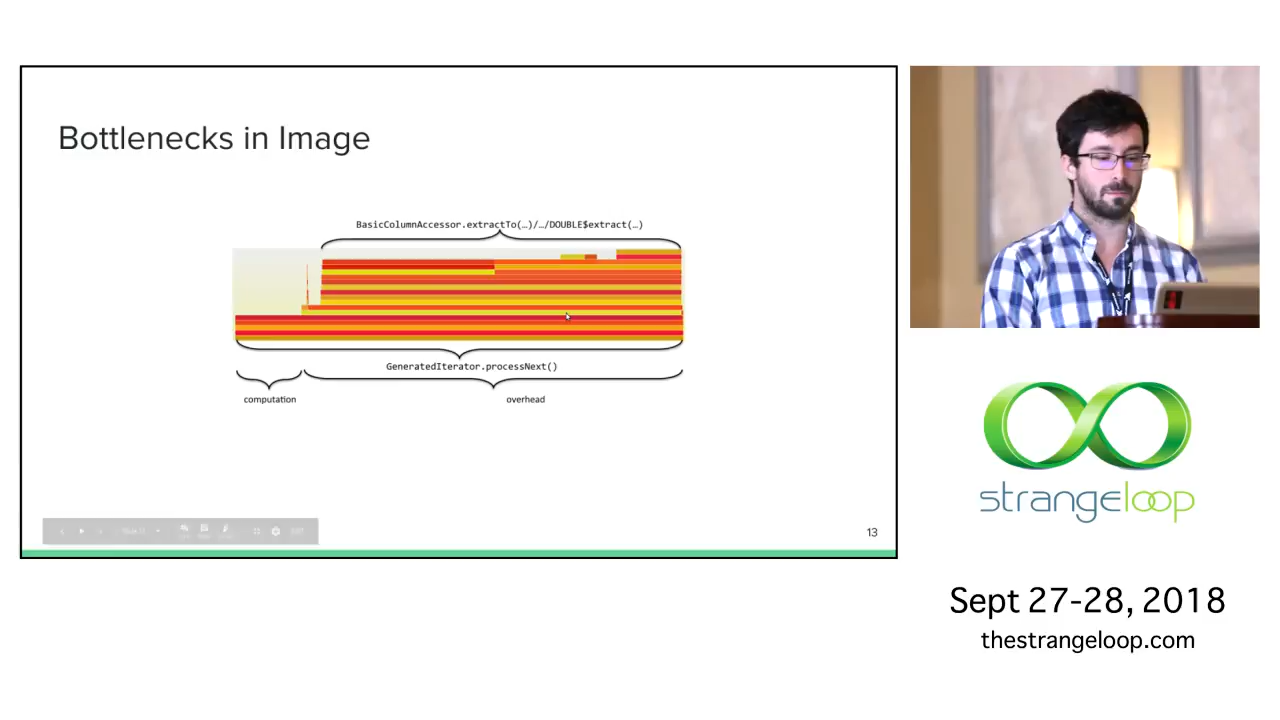 Bottlenecks in Image
BasicColumnAccessor.extractTo(…)/…/DOUBLE$extract(…)
GeneratedIterator.processNext()
computation
overhead
13
strangeloop
Sept 27-28, 2018
thestrangeloop.com